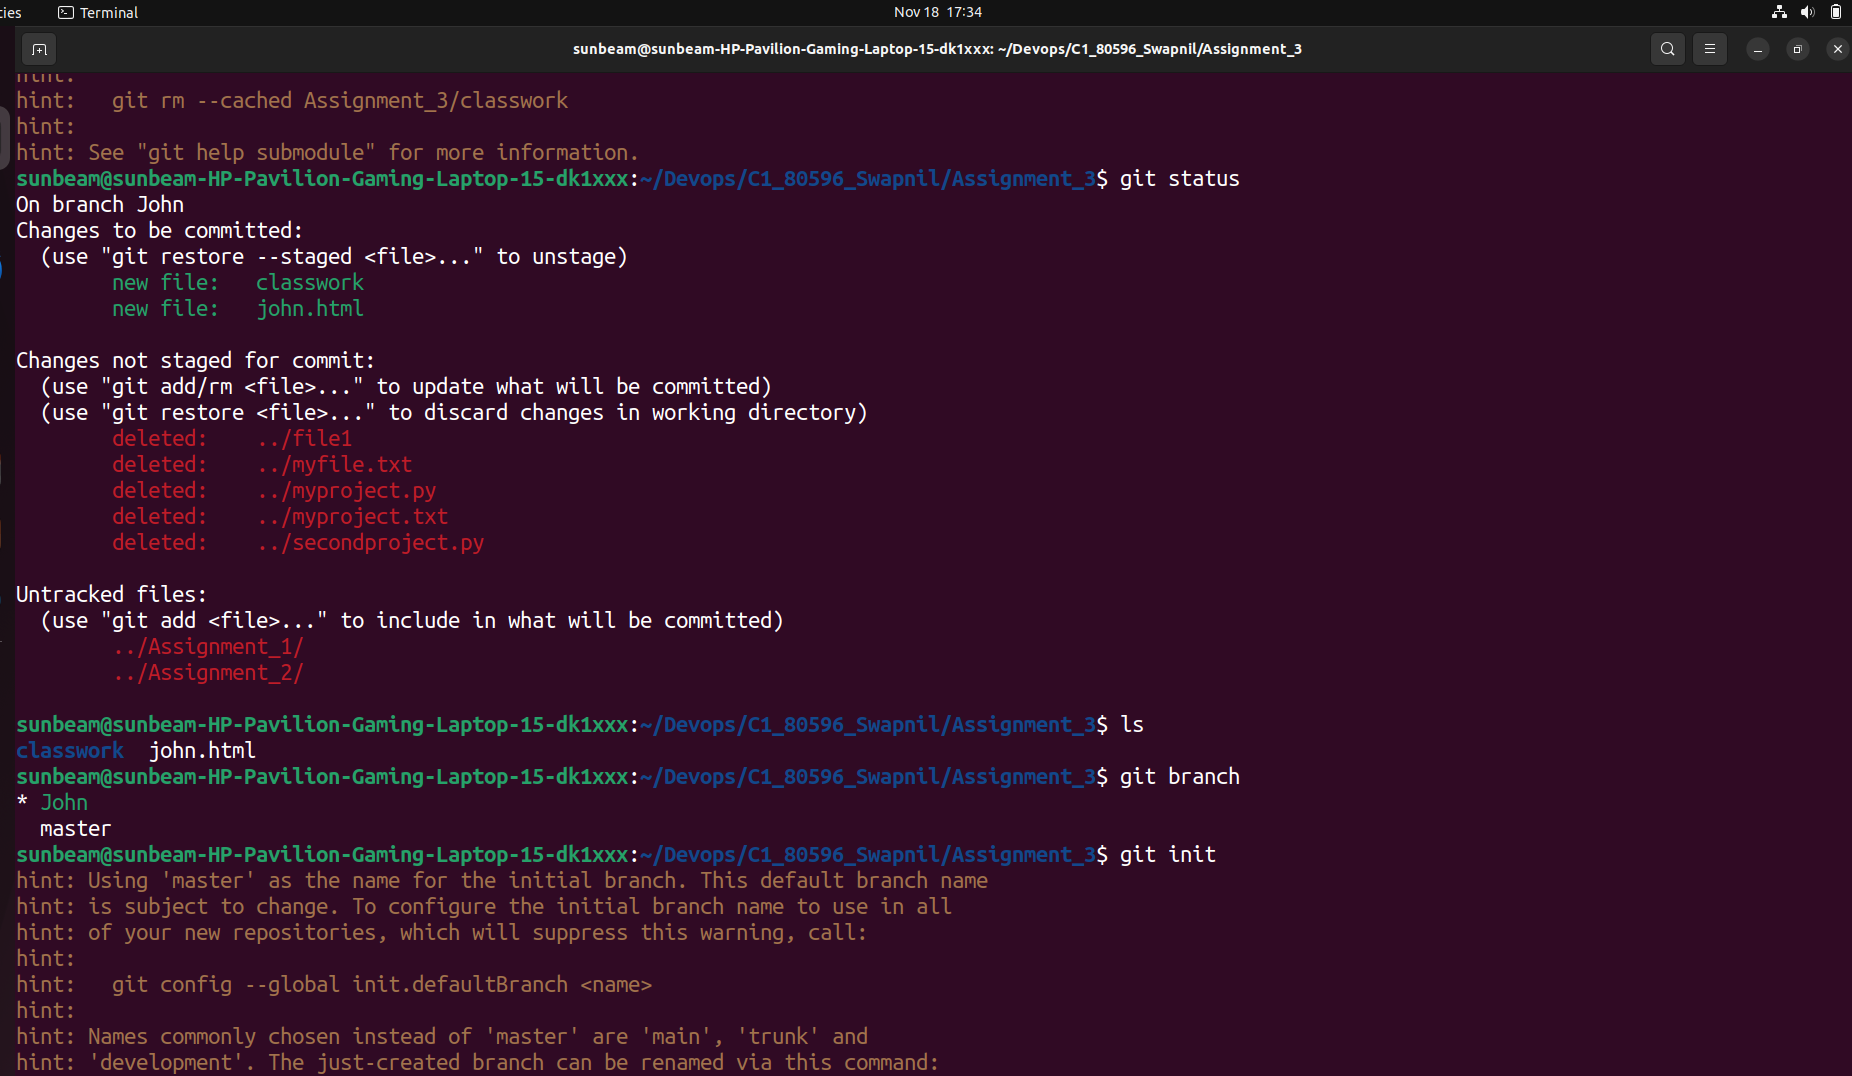 ties
Terminal
Nov 18 17:34
sunbeam@sunbeam-HP-Pavilion-Gaming-Laptop-15-dk1xxx: ~/Devops/C1_80596_Swapnil/Assignment_3
hint:
hint:   git rm --cached Assignment_3/classwork
hint:
hint: See "git help submodule" for more information.
sunbeam@sunbeam-HP-Pavilion-Gaming-Laptop-15-dk1xxx:~/Devops/C1_80596_Swapnil/Assignment_3$ git status
On branch John
Changes to be committed:
  (use "git restore --staged <file>..." to unstage)
        new file:   classwork
        new file:   john.html

Changes not staged for commit:
  (use "git add/rm <file>..." to update what will be committed)
  (use "git restore <file>..." to discard changes in working directory)
        deleted:    ../file1
        deleted:    ../myfile.txt
        deleted:    ../myproject.py
        deleted:    ../myproject.txt
        deleted:    ../secondproject.py

Untracked files:
  (use "git add <file>..." to include in what will be committed)
        ../Assignment_1/
        ../Assignment_2/

sunbeam@sunbeam-HP-Pavilion-Gaming-Laptop-15-dk1xxx:~/Devops/C1_80596_Swapnil/Assignment_3$ ls
classwork  john.html
sunbeam@sunbeam-HP-Pavilion-Gaming-Laptop-15-dk1xxx:~/Devops/C1_80596_Swapnil/Assignment_3$ git branch
* John
  master
sunbeam@sunbeam-HP-Pavilion-Gaming-Laptop-15-dk1xxx:~/Devops/C1_80596_Swapnil/Assignment_3$ git init
hint: Using 'master' as the name for the initial branch. This default branch name
hint: is subject to change. To configure the initial branch name to use in all
hint: of your new repositories, which will suppress this warning, call:
hint:
hint:   git config --global init.defaultBranch <name>
hint:
hint: Names commonly chosen instead of 'master' are 'main', 'trunk' and
hint: 'development'. The just-created branch can be renamed via this command: